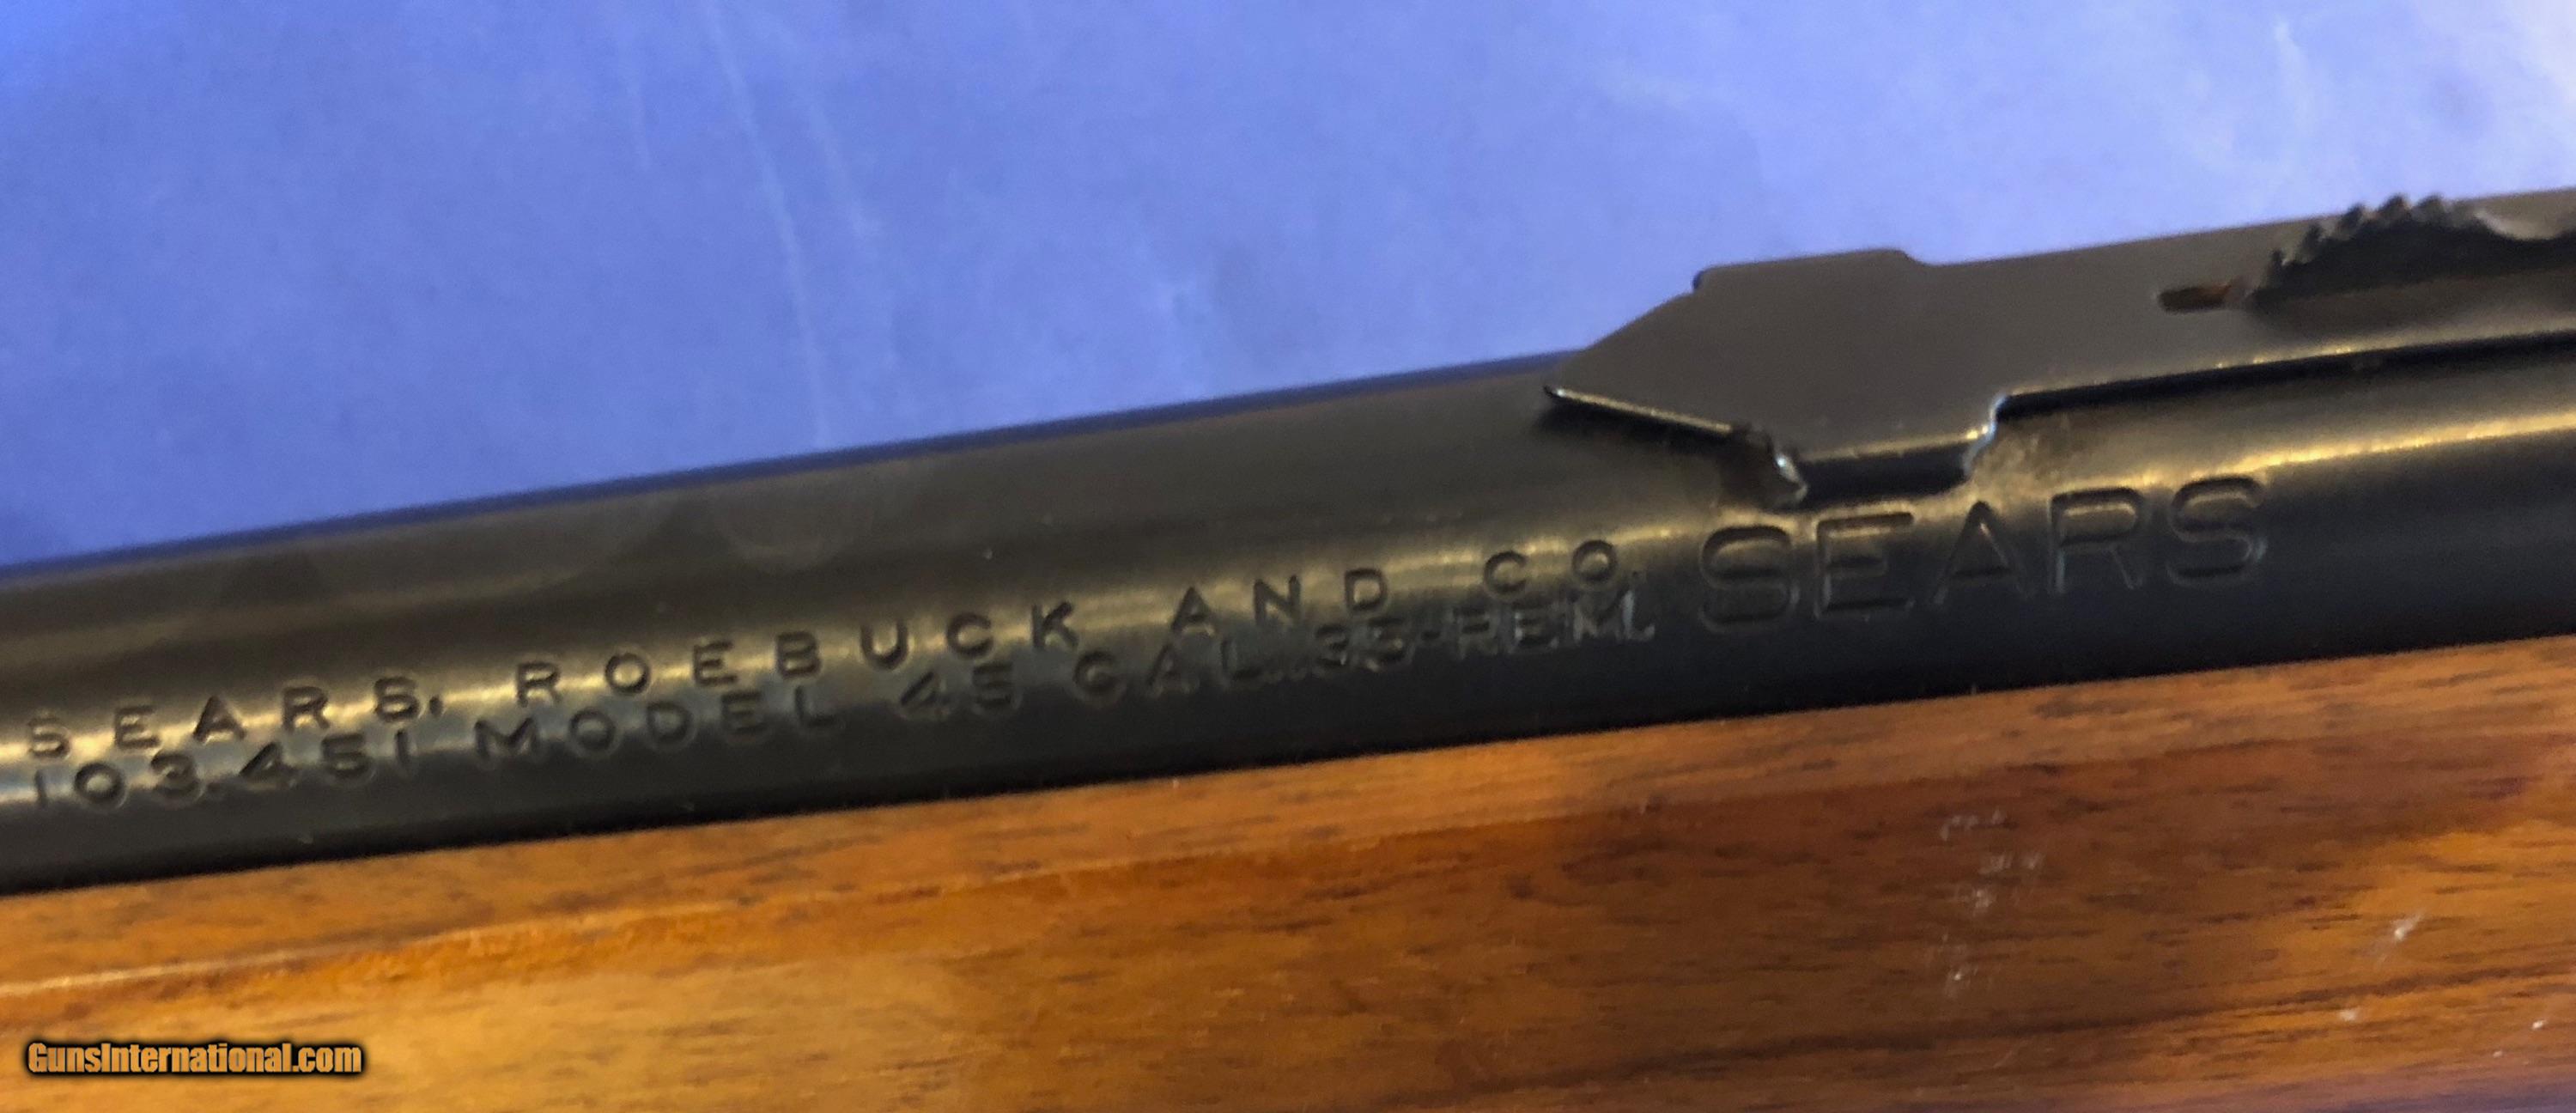 SEARS, ROEBUCK AND CO.
103.451 MODEL 45 CAL..35-REM.
SEARS
GunsInternational.com